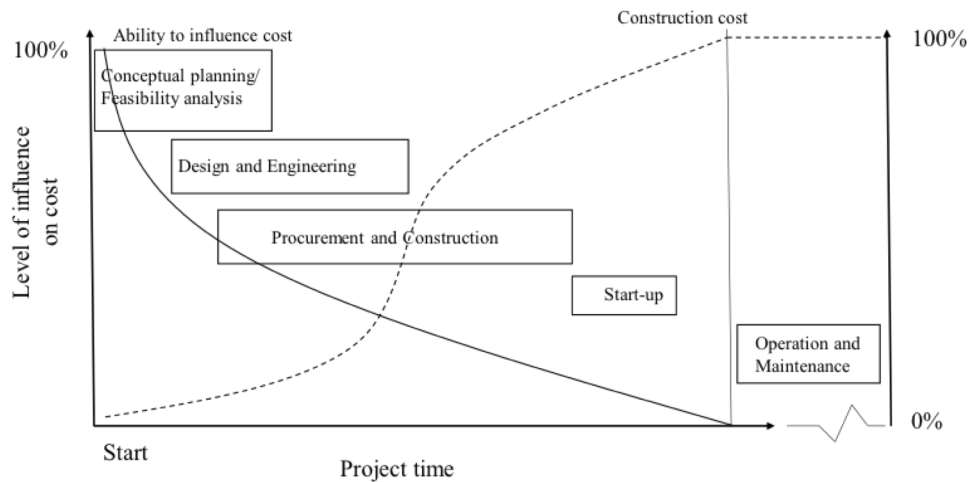 Construction cost
Ability to influence cost
100%
100%
Conceptual planning/
Feasibility analysis
Design and Engineering
Level of influence
on cost
Procurement and Construction
Start-up
Operation and
Maintenance
0%
Start
Project time